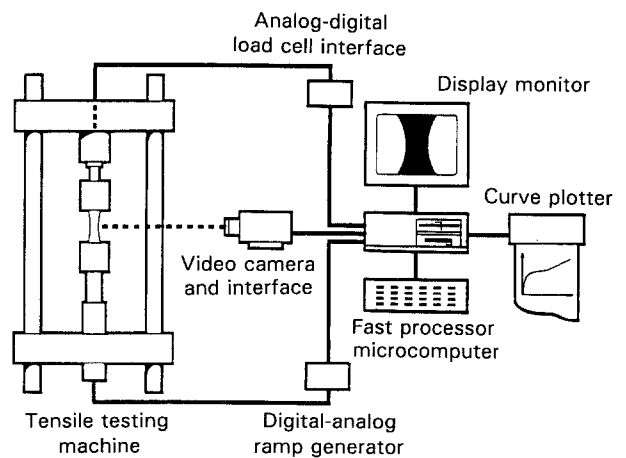 Analog-digital
load cell interface
Display monitor
Curve plotter
Video camera
and interface
Fast processor
microcomputer
Tensile testing
machine
Digital-analog
ramp generator